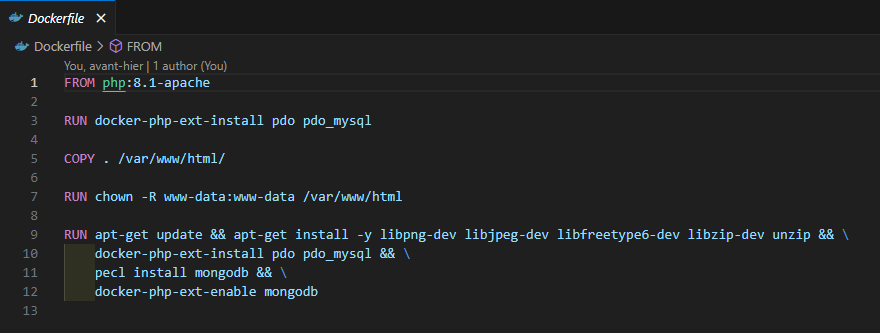 Dockerfile ×
Dockerfile > FROM
You, avant-hier | 1 author (You)
1 FROM php:8.1-apache
2
3 RUN docker-php-ext-install pdo pdo_mysql
4
5 COPY . /var/www/html/
6
7 RUN chown -R www-data:www-data /var/www/html
8
9 RUN apt-get update && apt-get install -y libpng-dev libjpeg-dev libfreetype6-dev libzip-dev unzip && \
10     docker-php-ext-install pdo pdo_mysql && \
11     pecl install mongodb && \
12     docker-php-ext-enable mongodb
13